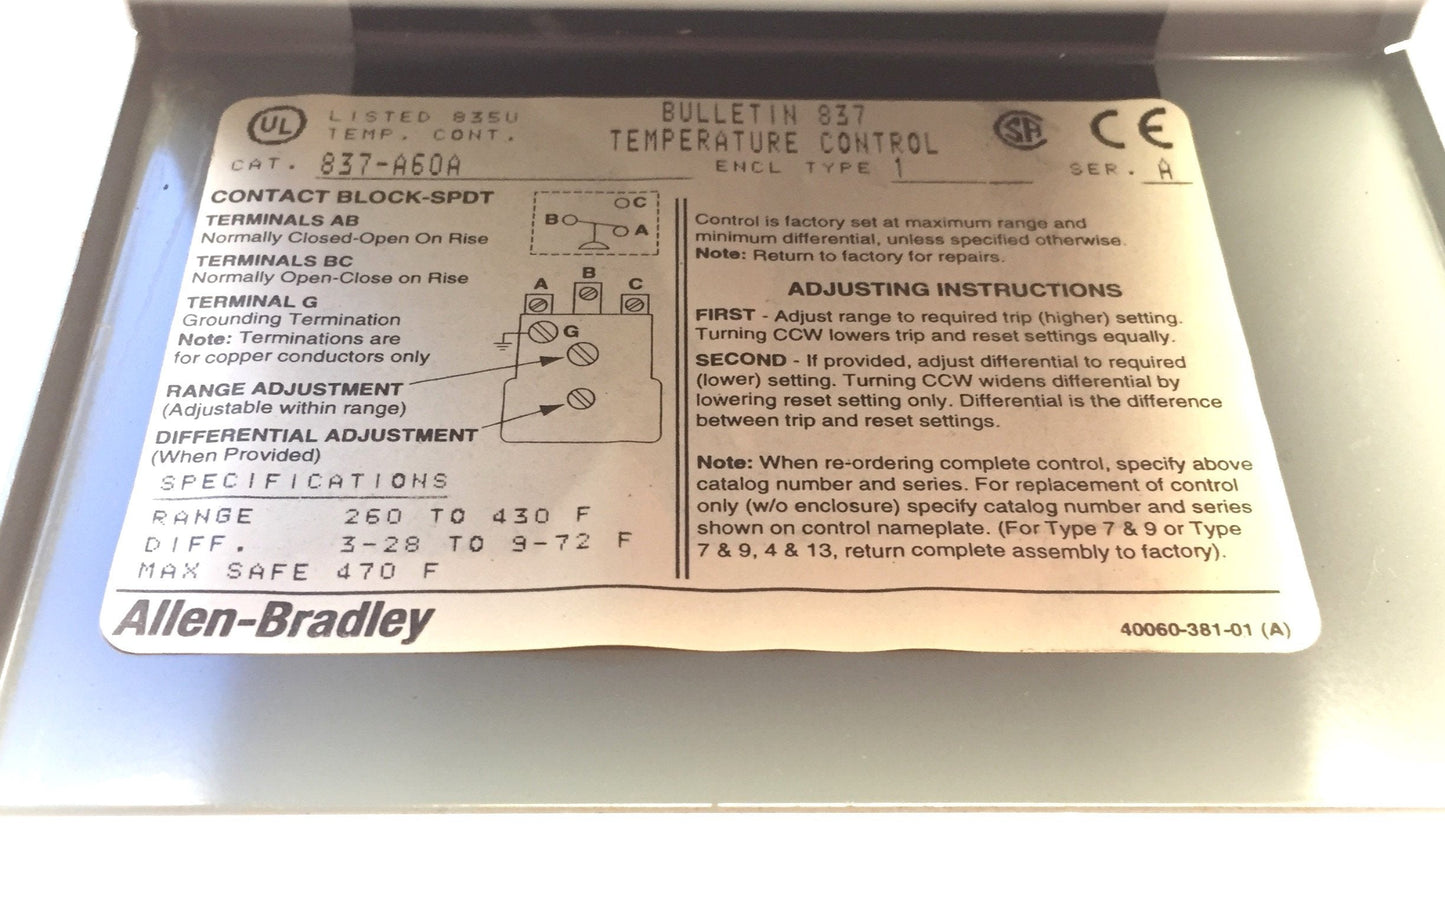 UL LISTED 835U
TEMP. CONT.
BULLETIN 837
TEMPERATURE CONTROL
SA CE
CAT. 837-A60A
ENCL TYPE 1
SER. A
CONTACT BLOCK-SPDT
TERMINALS AB
Normally Closed-Open On Rise
TERMINALS BC
Normally Open-Close on Rise
TERMINAL G
Grounding Termination
Note: Terminations are
for copper conductors only
RANGE ADJUSTMENT
(Adjustable within range)
DIFFERENTIAL ADJUSTMENT
(When Provided)
C
B
A
A B C
G
SPECIFICATIONS
RANGE 260 TO 430 F
DIFF. 3-28 TO 9-72 F
MAX SAFE 470 F
Control is factory set at maximum range and
minimum differential, unless specified otherwise.
Note: Return to factory for repairs.
ADJUSTING INSTRUCTIONS
FIRST - Adjust range to required trip (higher) setting.
Turning CCW lowers trip and reset settings equally.
SECOND - If provided, adjust differential to required
(lower) setting. Turning CCW widens differential by
lowering reset setting only. Differential is the difference
between trip and reset settings.
Note: When re-ordering complete control, specify above
catalog number and series. For replacement of control
only (w/o enclosure) specify catalog number and series
shown on control nameplate. (For Type 7 & 9 or Type
7 & 9, 4 & 13, return complete assembly to factory).
Allen-Bradley
40060-381-01 (A)